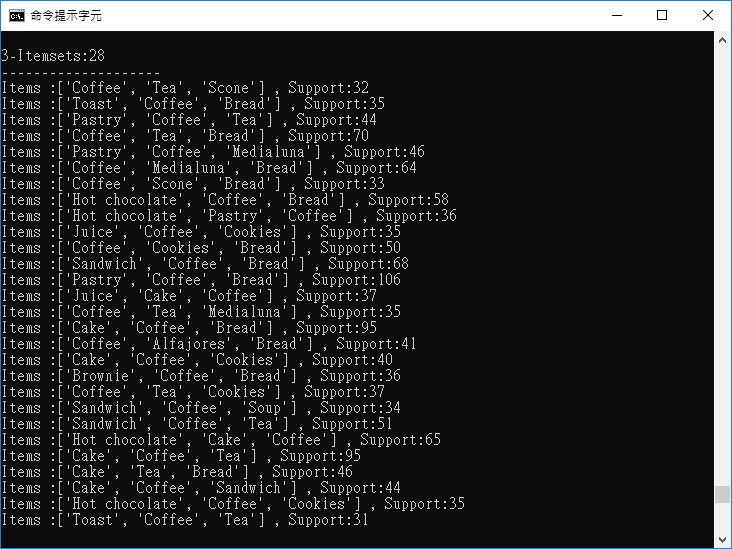 命令提示字元
3-Itemsets:28
--------------------
Items :['Coffee', 'Tea', 'Scone'] , Support:32
Items :['Toast', 'Coffee', 'Bread'] , Support:35
Items :['Pastry', 'Coffee', 'Tea'] , Support:44
Items :['Coffee', 'Tea', 'Bread'] , Support:70
Items :['Pastry', 'Coffee', 'Medialuna'] , Support:46
Items :['Coffee', 'Medialuna', 'Bread'] , Support:64
Items :['Coffee', 'Scone', 'Bread'] , Support:33
Items :['Hot chocolate', 'Coffee', 'Bread'] , Support:58
Items :['Hot chocolate', 'Pastry', 'Coffee'] , Support:36
Items :['Juice', 'Coffee', 'Cookies'] , Support:35
Items :['Coffee', 'Cookies', 'Bread'] , Support:50
Items :['Sandwich', 'Coffee', 'Bread'] , Support:68
Items :['Pastry', 'Coffee', 'Bread'] , Support:106
Items :['Juice', 'Cake', 'Coffee'] , Support:37
Items :['Coffee', 'Tea', 'Medialuna'] , Support:35
Items :['Cake', 'Coffee', 'Bread'] , Support:95
Items :['Coffee', 'Alfajores', 'Bread'] , Support:41
Items :['Cake', 'Coffee', 'Cookies'] , Support:40
Items :['Brownie', 'Coffee', 'Bread'] , Support:36
Items :['Coffee', 'Tea', 'Cookies'] , Support:37
Items :['Sandwich', 'Coffee', 'Soup'] , Support:34
Items :['Sandwich', 'Coffee', 'Tea'] , Support:51
Items :['Hot chocolate', 'Cake', 'Coffee'] , Support:65
Items :['Cake', 'Coffee', 'Tea'] , Support:95
Items :['Cake', 'Tea', 'Bread'] , Support:46
Items :['Cake', 'Coffee', 'Sandwich'] , Support:44
Items :['Hot chocolate', 'Coffee', 'Cookies'] , Support:35
Items :['Toast', 'Coffee', 'Tea'] , Support:31